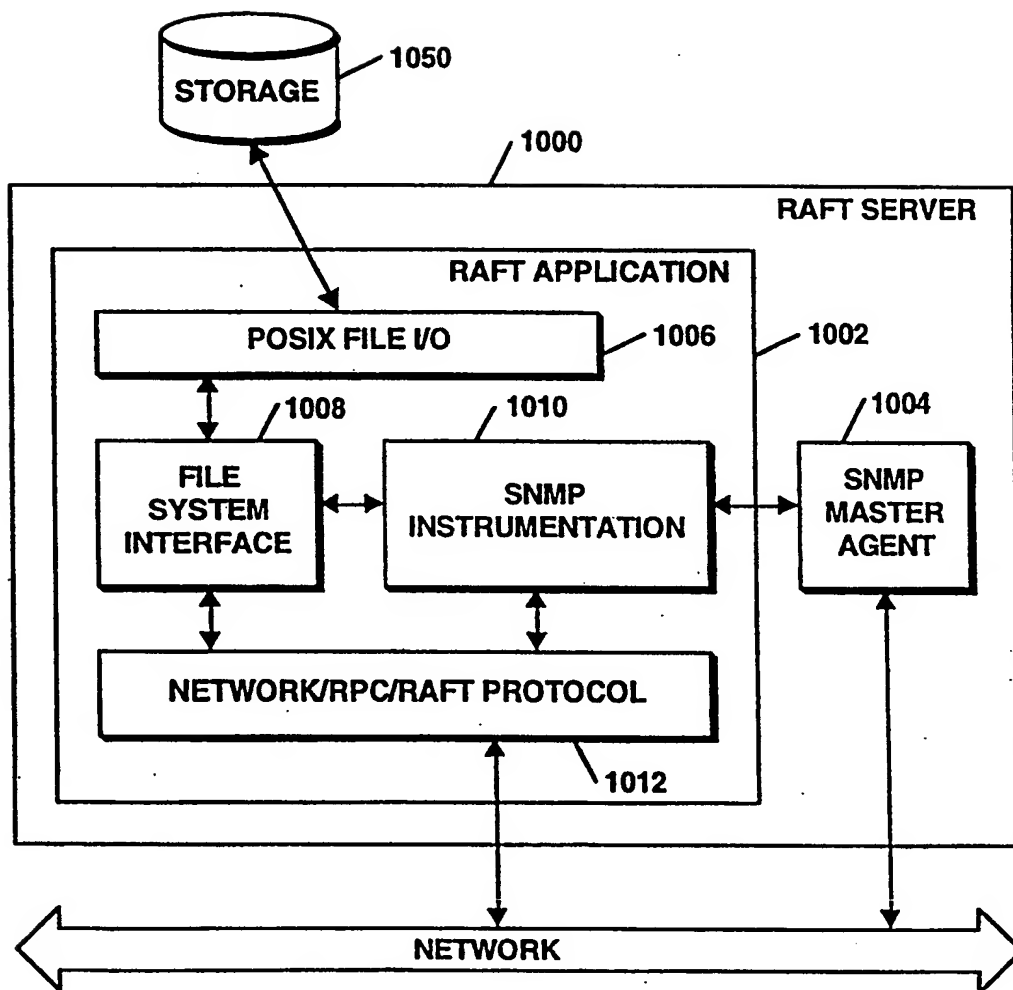 STORAGE
1050
1000
RAFT SERVER
RAFT APPLICATION
POSIX FILE I/O
1006
1002
1008
1010
1004
FILE
SYSTEM
INTERFACE
SNMP
INSTRUMENTATION
SNMP
MASTER
AGENT
NETWORK/RPC/RAFT PROTOCOL
1012
NETWORK